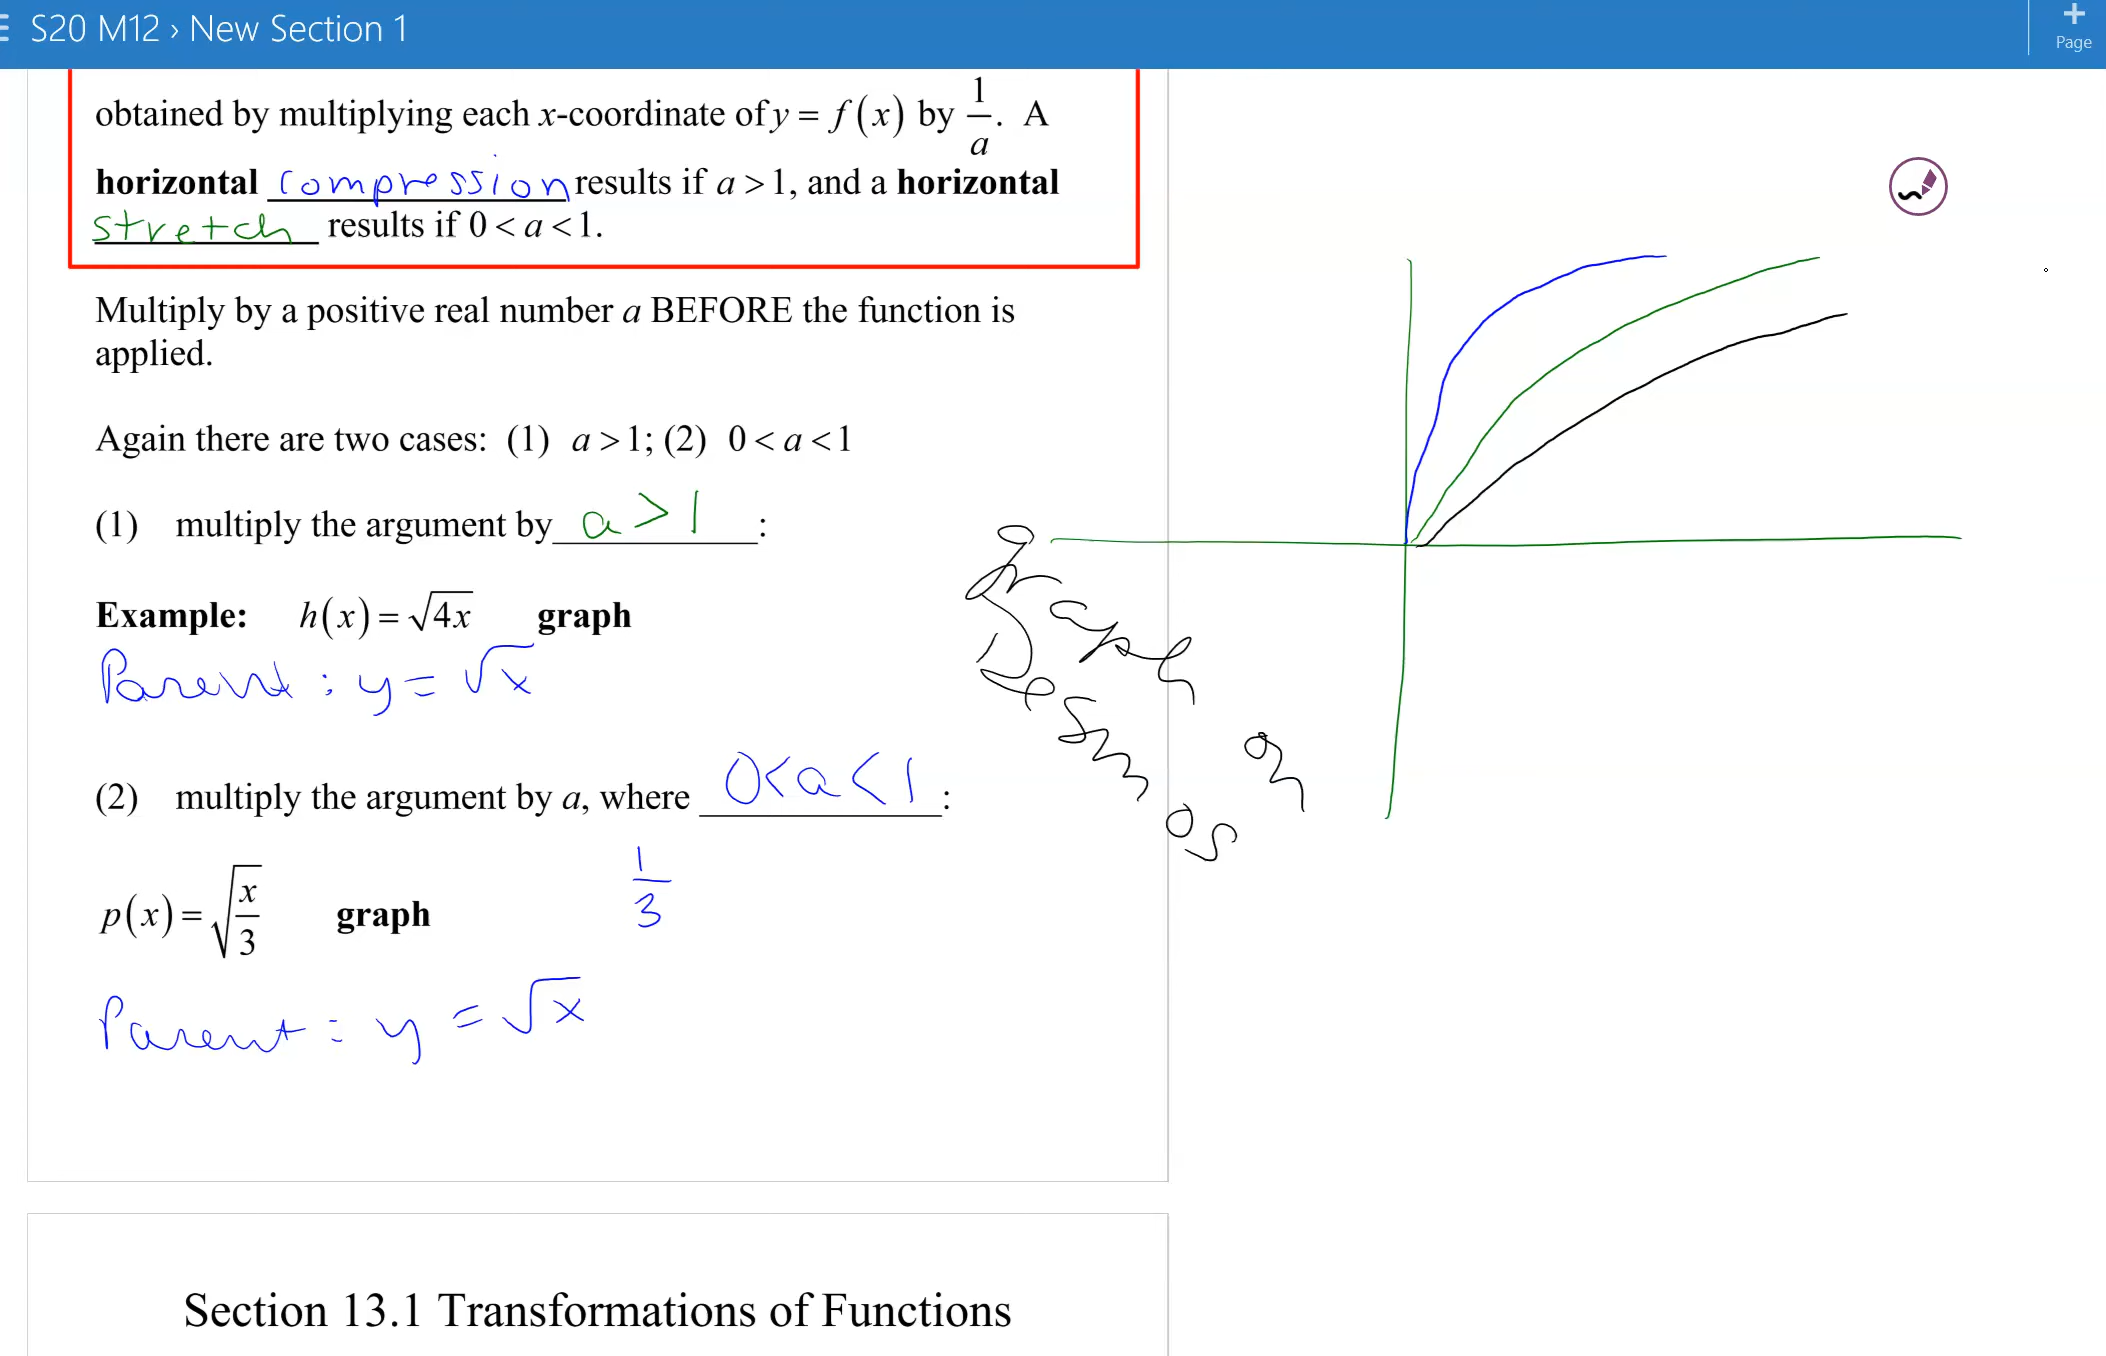 S20 M12 › New Section 1
+
Page
obtained by multiplying each x-coordinate of y = f(x) by 1/a. A
horizontal compression results if a > 1, and a horizontal
stretch results if 0 < a < 1.
Multiply by a positive real number a BEFORE the function is
applied.
Again there are two cases: (1) a > 1; (2) 0 < a < 1
(1) multiply the argument by a > 1 :
Example: h(x) = √4x graph
Parent : y = √x
(2) multiply the argument by a, where 0 < a < 1 :
1/3
p(x) = √(x/3) graph
Parent : y = √x
graph on
Desmos
Section 13.1 Transformations of Functions